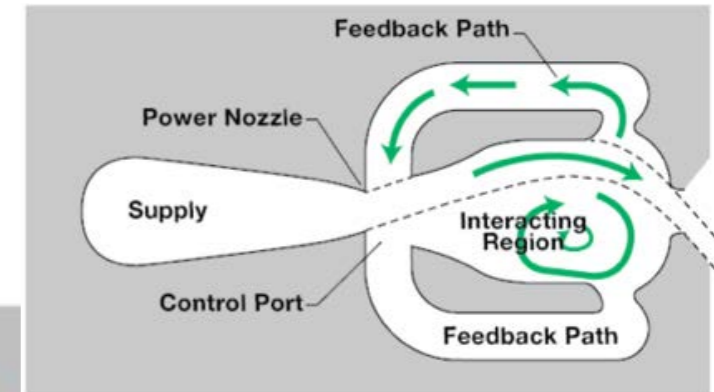 Feedback Path
Power Nozzle
Supply
Interacting
Region
Control Port
Feedback Path